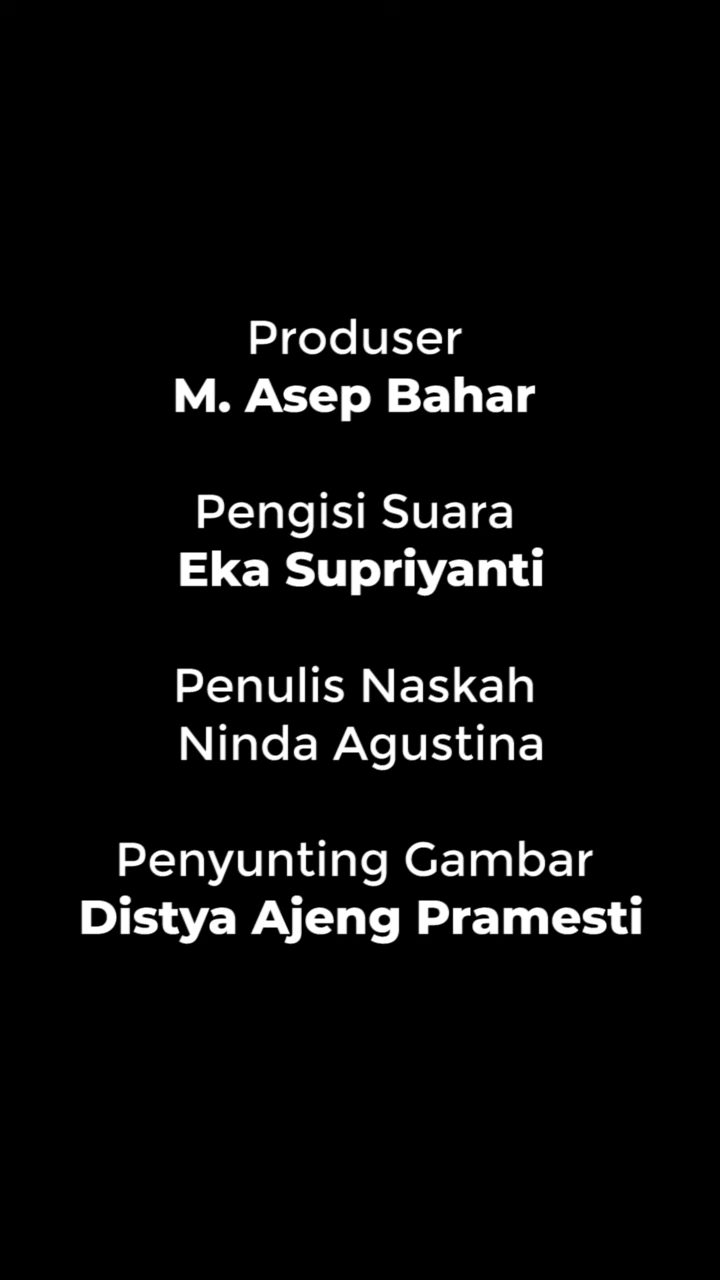 Produser
M. Asep Bahar
Pengisi Suara
Eka Supriyanti
Penulis Naskah
Ninda Agustina
Penyunting Gambar
Distya Ajeng Pramesti